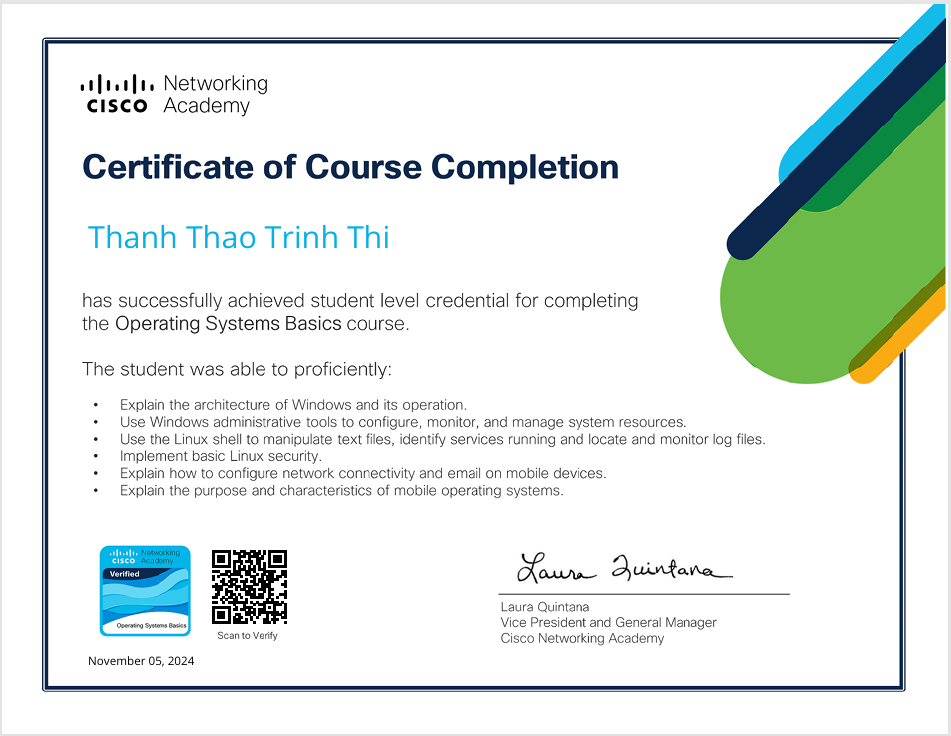 CISCO
Networking
Academy
Certificate of Course Completion
Thanh Thao Trinh Thi
has successfully achieved student level credential for completing
the Operating Systems Basics course.
The student was able to proficiently:
• Explain the architecture of Windows and its operation.
• Use Windows administrative tools to configure, monitor, and manage system resources.
• Use the Linux shell to manipulate text files, identify services running and locate and monitor log files.
• Implement basic Linux security.
• Explain how to configure network connectivity and email on mobile devices.
• Explain the purpose and characteristics of mobile operating systems.
CISCO
Networking
Academy
Verified
Operating Systems Basics
Scan to Verify
November 05, 2024
Laura Quintana
Laura Quintana
Vice President and General Manager
Cisco Networking Academy